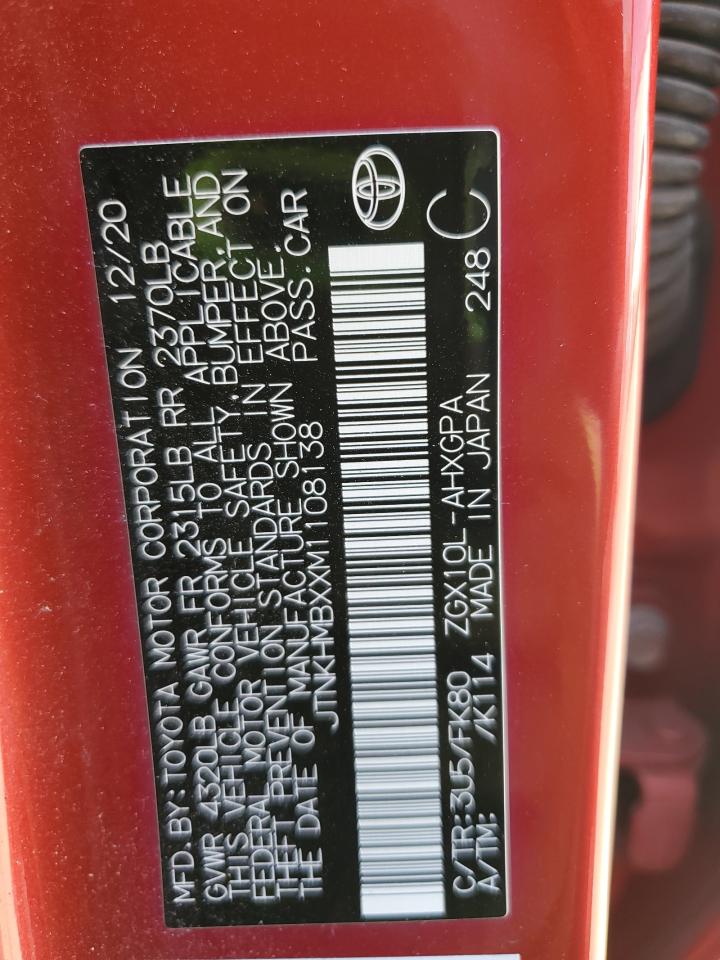 MFD. BY: TOYOTA MOTOR CORPORATION 12/20
GVWR 4320LB GAWR FR 2315LB RR 2370LB
THIS VEHICLE CONFORMS TO ALL APPLICABLE
FEDERAL MOTOR VEHICLE SAFETY, BUMPER, AND
THEFT PREVENTION STANDARDS IN EFFECT ON
THE DATE OF MANUFACTURE SHOWN ABOVE.
JTNKHMBXXM1108138 PASS. CAR
C/TR: 3U5/FK80 ZGX10L-AHXGPA
A/TM: /K114 MADE IN JAPAN 248 C